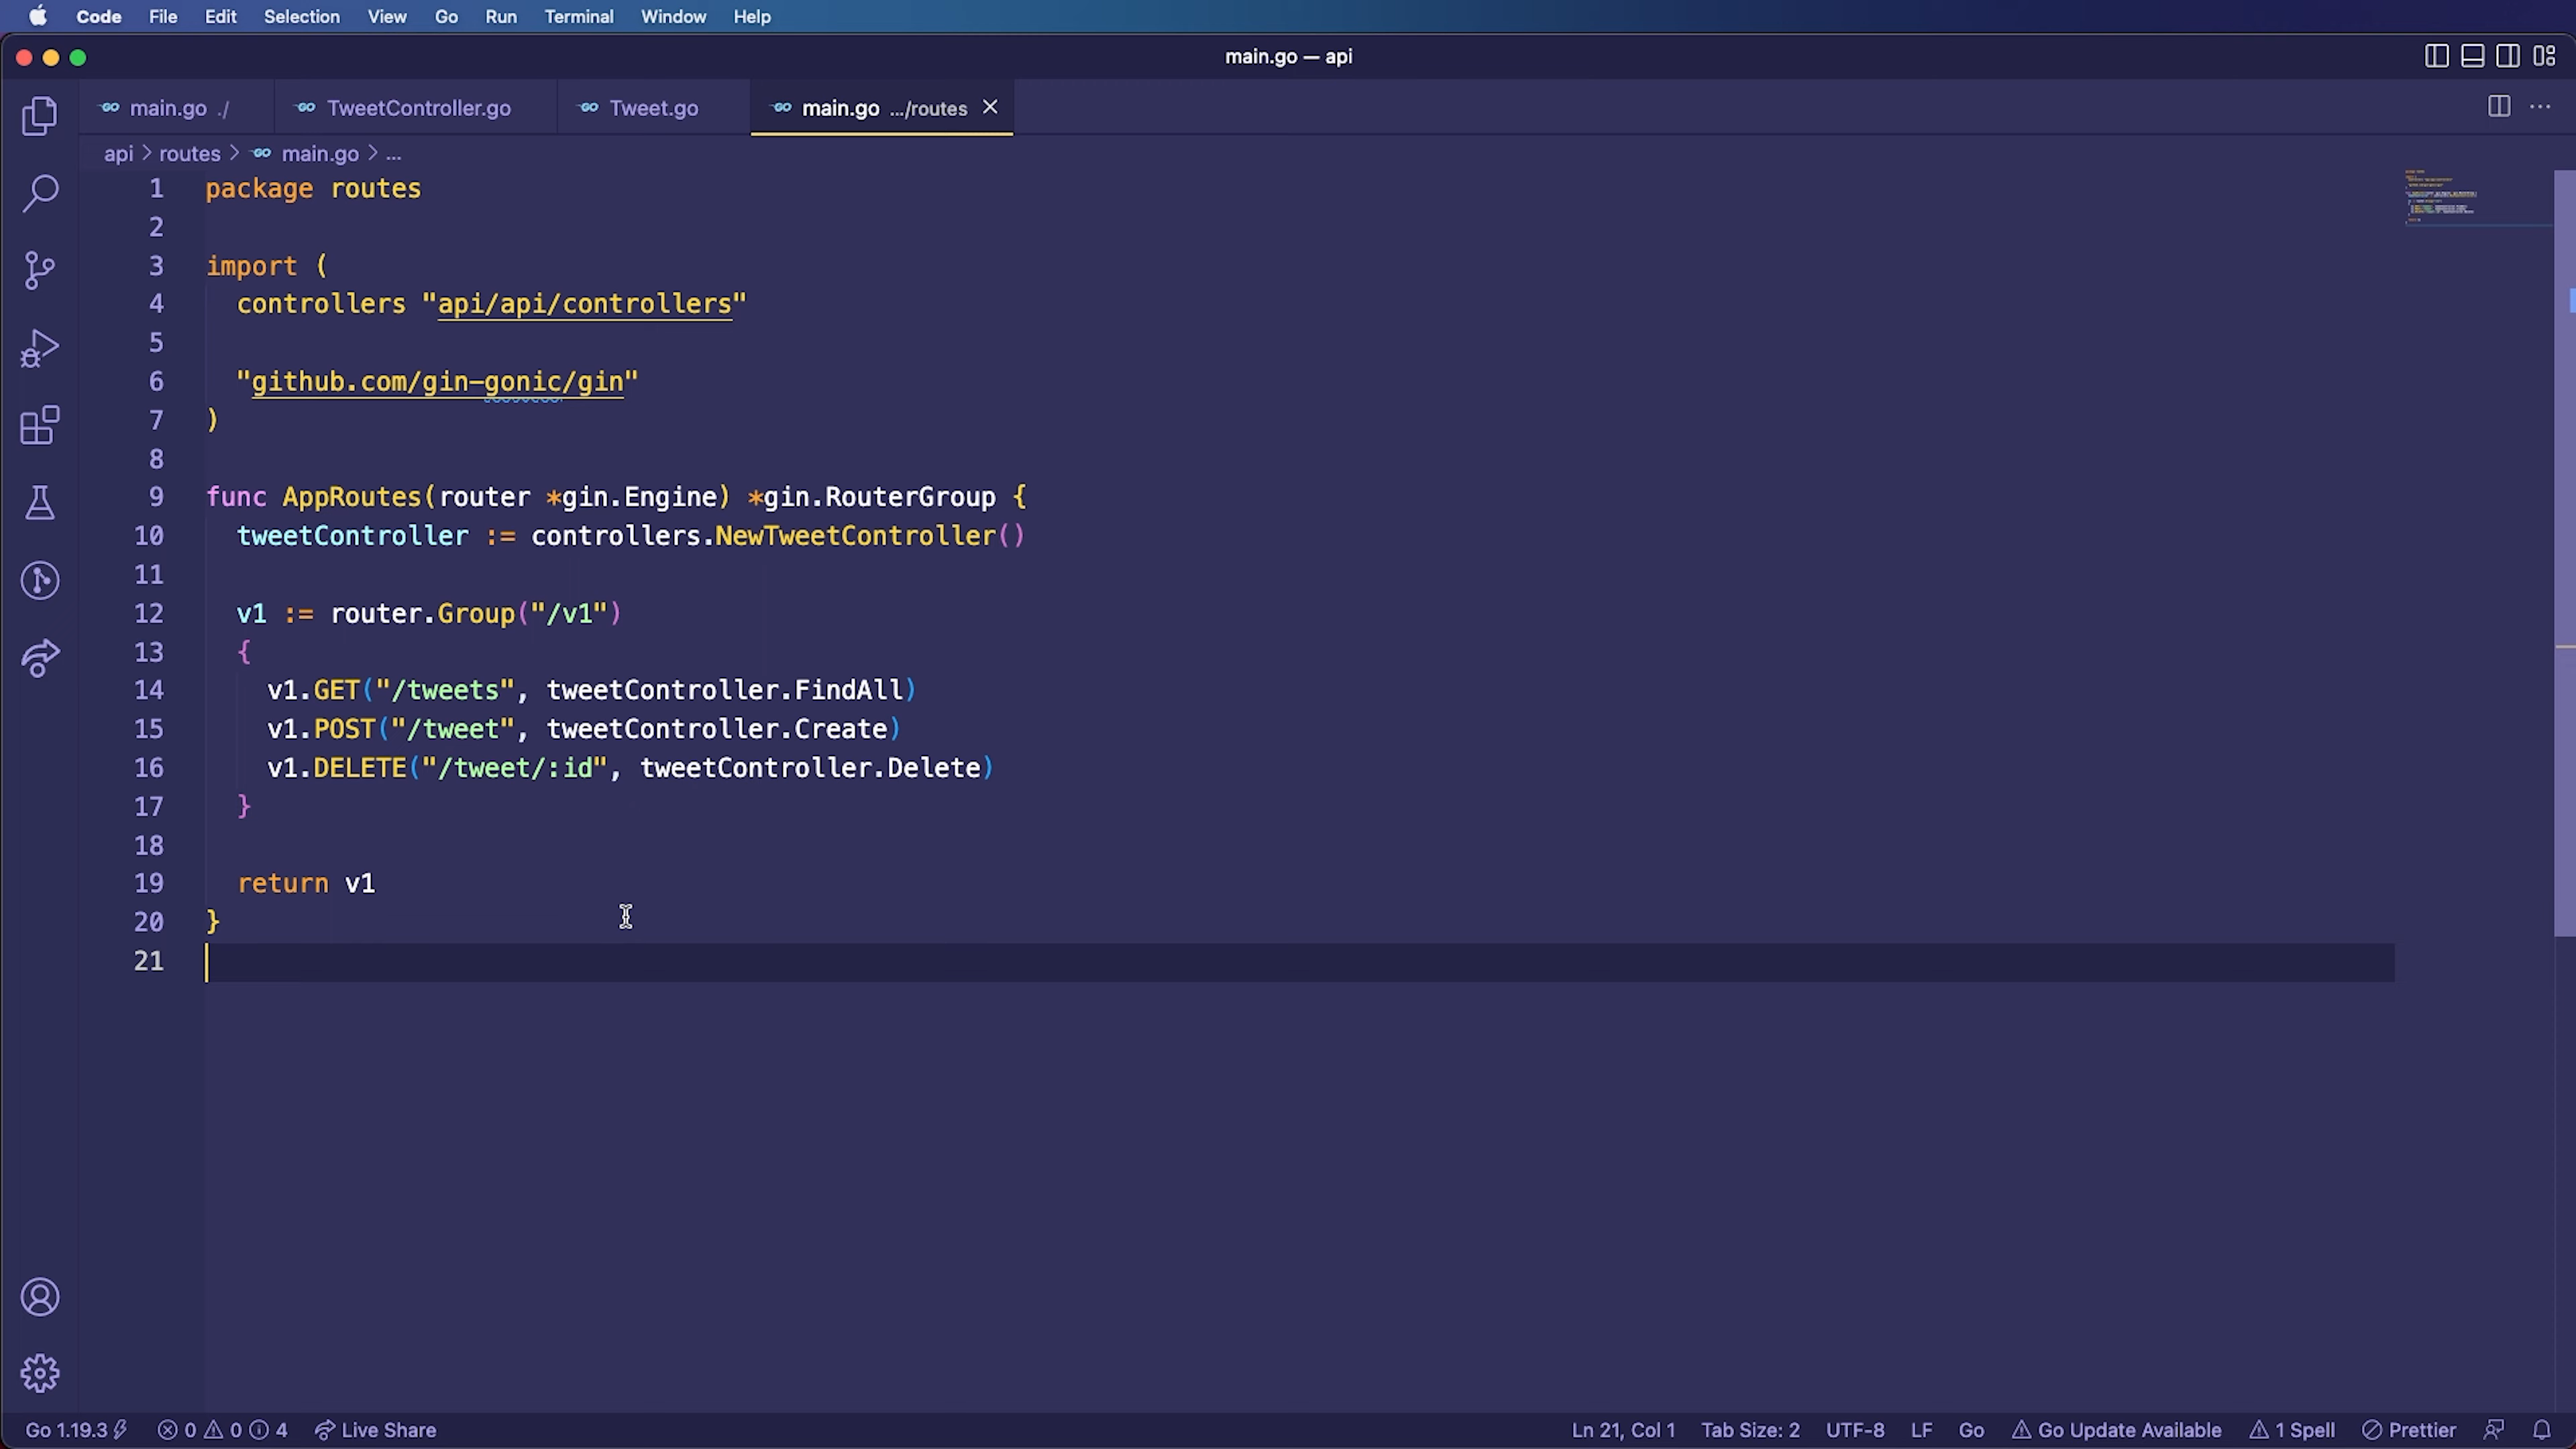 Code File Edit Selection View Go Run Terminal Window Help
main.go — api
main.go ./ TweetController.go Tweet.go main.go .../routes
api > routes > main.go > ...
1 package routes
2
3 import (
4 controllers "api/api/controllers"
5
6 "github.com/gin-gonic/gin"
7 )
8
9 func AppRoutes(router *gin.Engine) *gin.RouterGroup {
10 tweetController := controllers.NewTweetController()
11
12 v1 := router.Group("/v1")
13 {
14 v1.GET("/tweets", tweetController.FindAll)
15 v1.POST("/tweet", tweetController.Create)
16 v1.DELETE("/tweet/:id", tweetController.Delete)
17 }
18
19 return v1
20 }
21
Go 1.19.3 0 0 4 Live Share Ln 21, Col 1 Tab Size: 2 UTF-8 LF Go Go Update Available 1 Spell Prettier